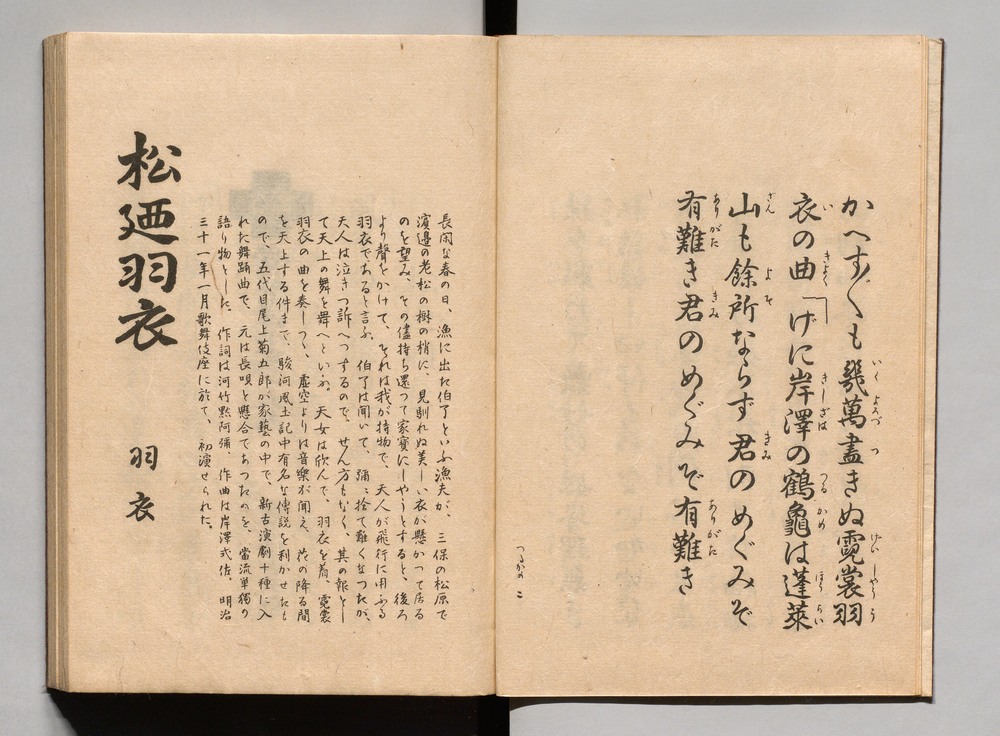 かへす〴〵も幾萬盡きぬ霓裳羽
衣の曲「げに岸澤の鶴龜は蓬萊
山も餘所ならず君のめぐみぞ
有難き君のめぐみぞ有難き
つるかめ 二
長閑な春の日、漁に出た伯了といふ漁夫が、三保の松原で
濱邊の老松の樹の梢に、見馴れぬ美しい衣が懸かつて居る
のを望み、その儘持ち還つて家寶にしやうとすると、後ろ
より聲をかけて、それは我が持物で、天人が飛行に用ふる
羽衣であると言ふ。伯了は聞いて、彌〻捨て難くなつたが、
天人は泣きつ訴へつするので、せん方もなく、其の報とし
て天上の舞を舞へといふ。天女は欣んで、羽衣を着、霓裳
羽衣の曲を奏しつゝ、虚空よりは音樂が聞え、花の降る間
を天上する件まで、駿河風土記中有名な傳説を利かせたも
ので、五代目尾上菊五郎が家藝の中で、新古演劇十種に入
れた舞踊曲で、元は長唄と懸合であつたのを、當流單獨の
語り物とした。作詞は河竹黙阿彌、作曲は岸澤式佐。明治
三十一年一月歌舞伎座に於て、初演せられた。
松廼羽衣 羽衣